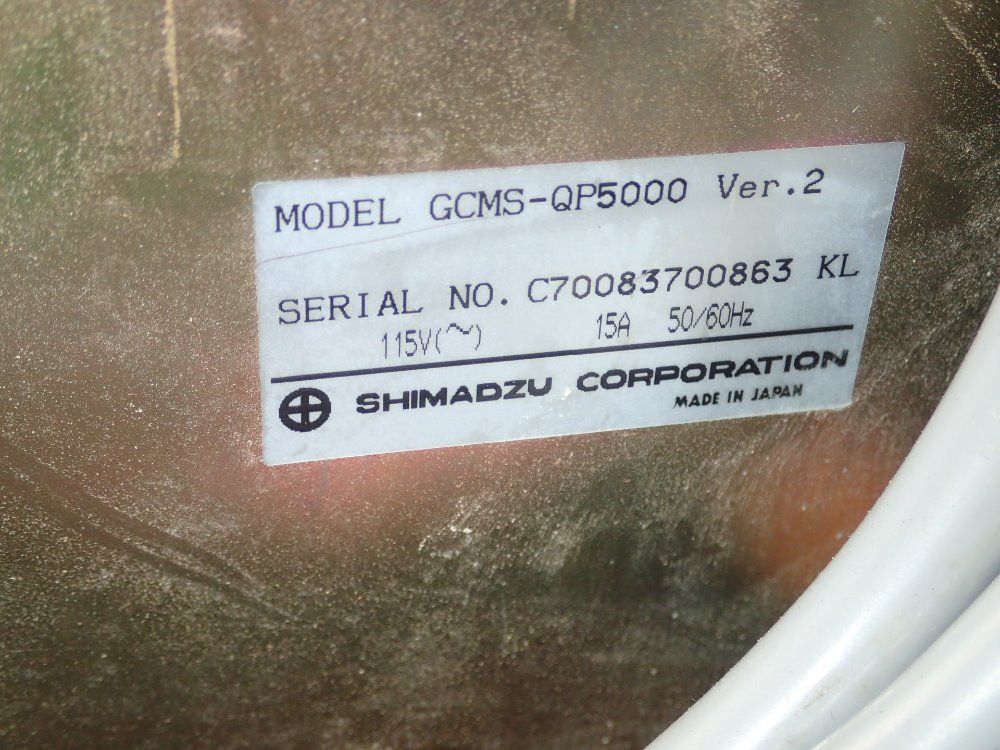 MODEL GCMS-QP5000 Ver.2
SERIAL NO. C70083700863 KL
115V(~) 15A 50/60Hz
SHIMADZU CORPORATION
MADE IN JAPAN